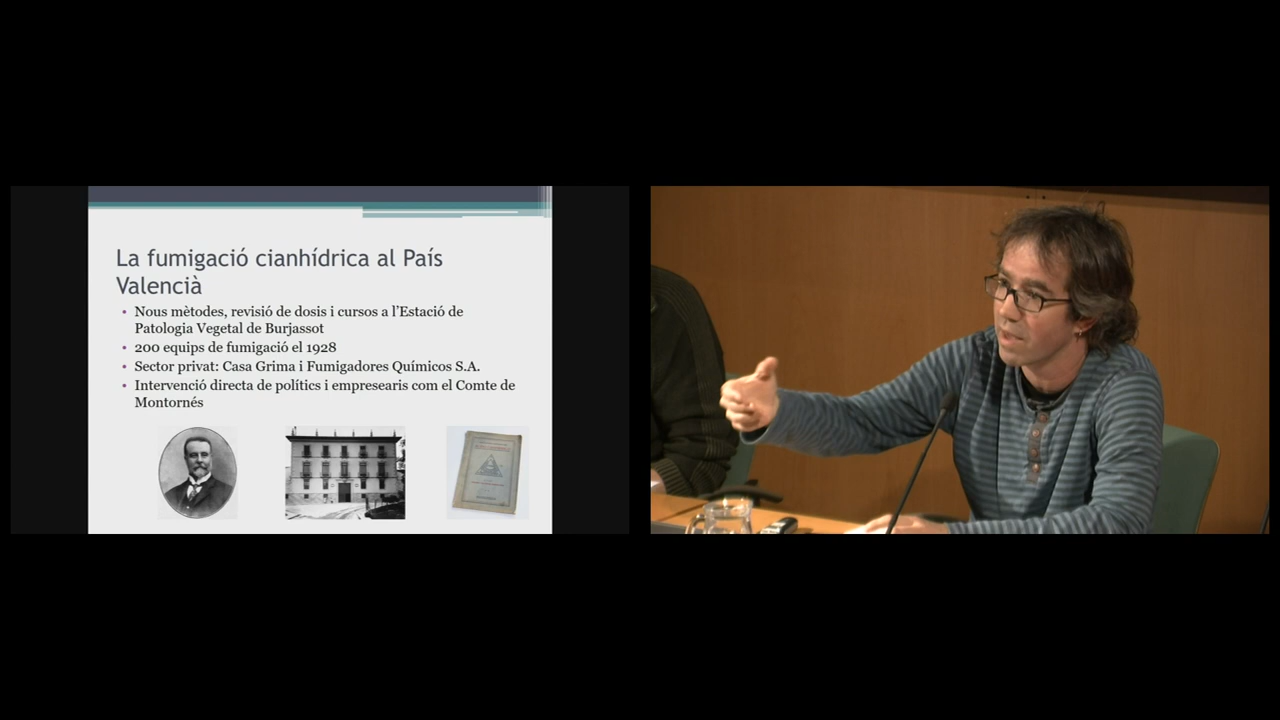 La fumigació cianhídrica al País
Valencià
• Nous mètodes, revisió de dosis i cursos a l'Estació de
Patologia Vegetal de Burjassot
• 200 equips de fumigació el 1928
• Sector privat: Casa Grima i Fumigadores Químicos S.A.
• Intervenció directa de polítics i empresearis com el Comte de
Montornés